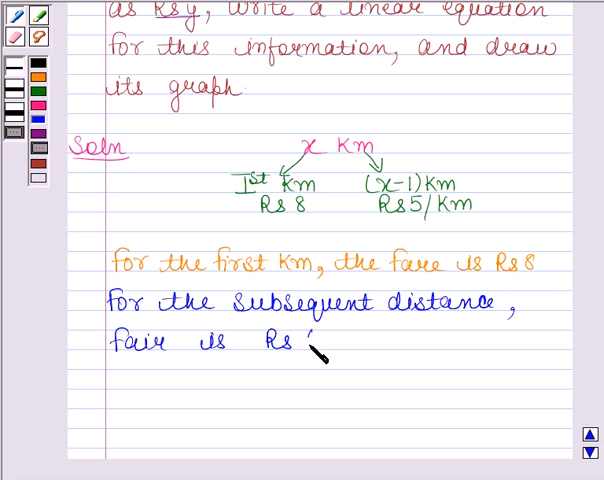 as Rs y, write a linear equation
for this information, and draw
its graph.
Soln
x Km
Ist Km (x-1) Km
Rs 8 Rs 5/Km
for the first Km, the fare is Rs 8
for the subsequent distance,
fair is Rs